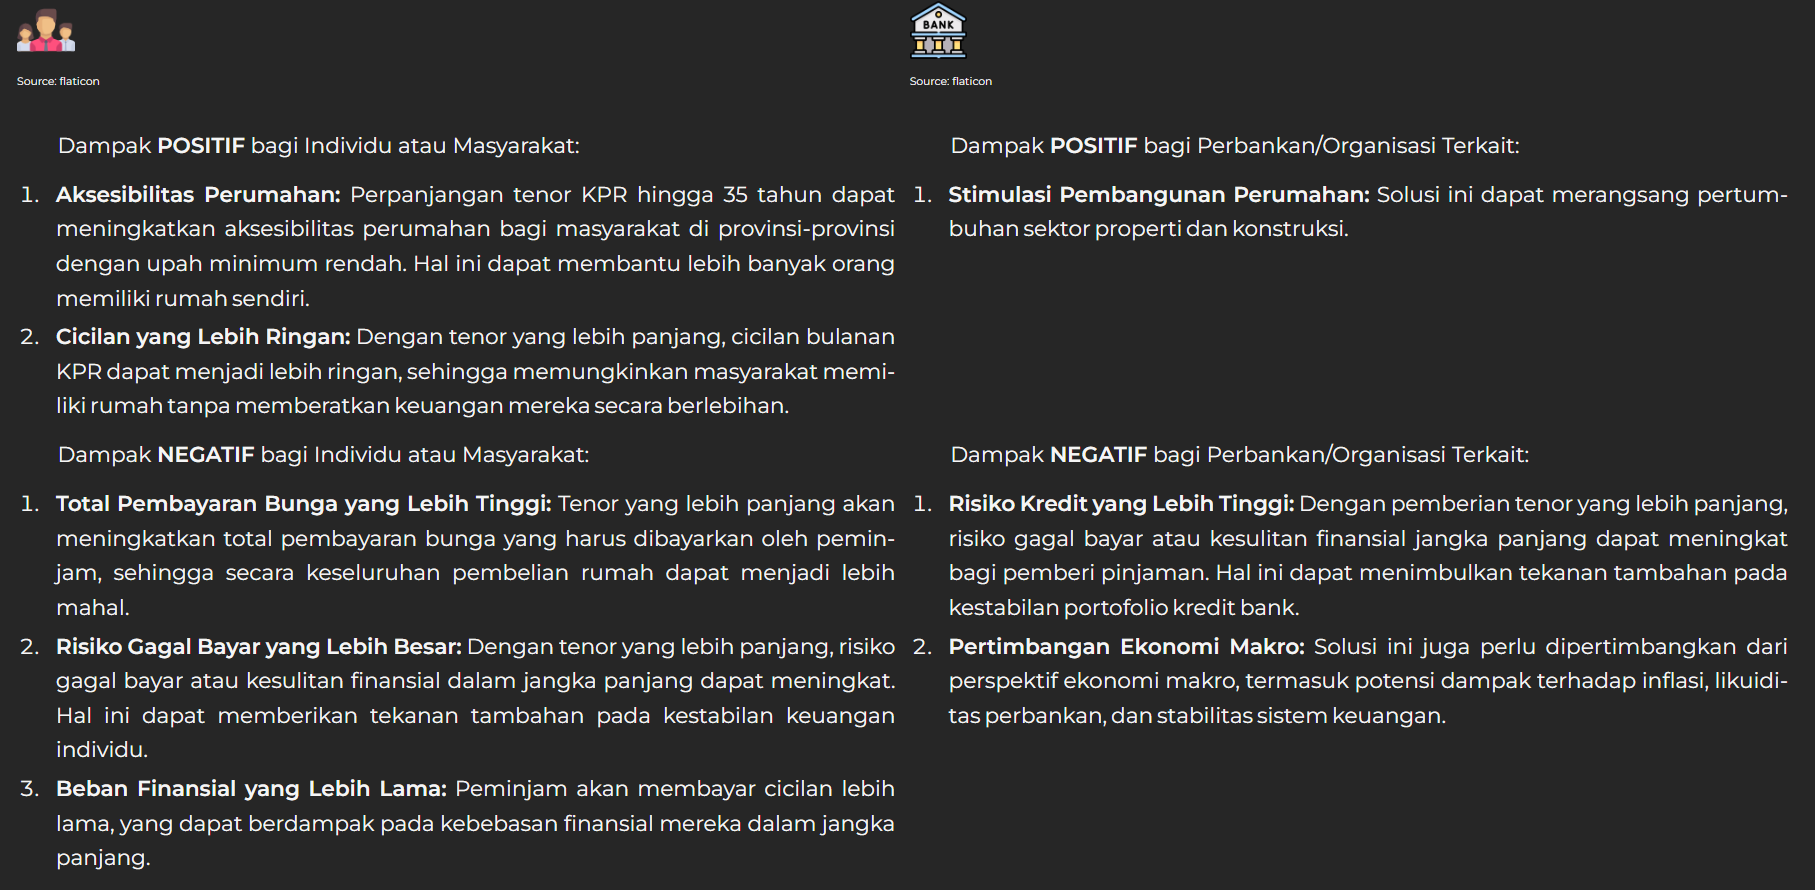 Source: flaticon
Dampak POSITIF bagi Individu atau Masyarakat:
1. Aksesibilitas Perumahan: Perpanjangan tenor KPR hingga 35 tahun dapat
meningkatkan aksesibilitas perumahan bagi masyarakat di provinsi-provinsi
dengan upah minimum rendah. Hal ini dapat membantu lebih banyak orang
memiliki rumah sendiri.
2. Cicilan yang Lebih Ringan: Dengan tenor yang lebih panjang, cicilan bulanan
KPR dapat menjadi lebih ringan, sehingga memungkinkan masyarakat memi-
liki rumah tanpa memberatkan keuangan mereka secara berlebihan.
Dampak NEGATIF bagi Individu atau Masyarakat:
1. Total Pembayaran Bunga yang Lebih Tinggi: Tenor yang lebih panjang akan
meningkatkan total pembayaran bunga yang harus dibayarkan oleh pemin-
jam, sehingga secara keseluruhan pembelian rumah dapat menjadi lebih
mahal.
2. Risiko Gagal Bayar yang Lebih Besar: Dengan tenor yang lebih panjang, risiko
gagal bayar atau kesulitan finansial dalam jangka panjang dapat meningkat.
Hal ini dapat memberikan tekanan tambahan pada kestabilan keuangan
individu.
3. Beban Finansial yang Lebih Lama: Peminjam akan membayar cicilan lebih
lama, yang dapat berdampak pada kebebasan finansial mereka dalam jangka
panjang.
BANK
Source: flaticon
Dampak POSITIF bagi Perbankan/Organisasi Terkait:
1. Stimulasi Pembangunan Perumahan: Solusi ini dapat merangsang pertum-
buhan sektor properti dan konstruksi.
Dampak NEGATIF bagi Perbankan/Organisasi Terkait:
1. Risiko Kredit yang Lebih Tinggi: Dengan pemberian tenor yang lebih panjang,
risiko gagal bayar atau kesulitan finansial jangka panjang dapat meningkat
bagi pemberi pinjaman. Hal ini dapat menimbulkan tekanan tambahan pada
kestabilan portofolio kredit bank.
2. Pertimbangan Ekonomi Makro: Solusi ini juga perlu dipertimbangkan dari
perspektif ekonomi makro, termasuk potensi dampak terhadap inflasi, likuidi-
tas perbankan, dan stabilitas sistem keuangan.